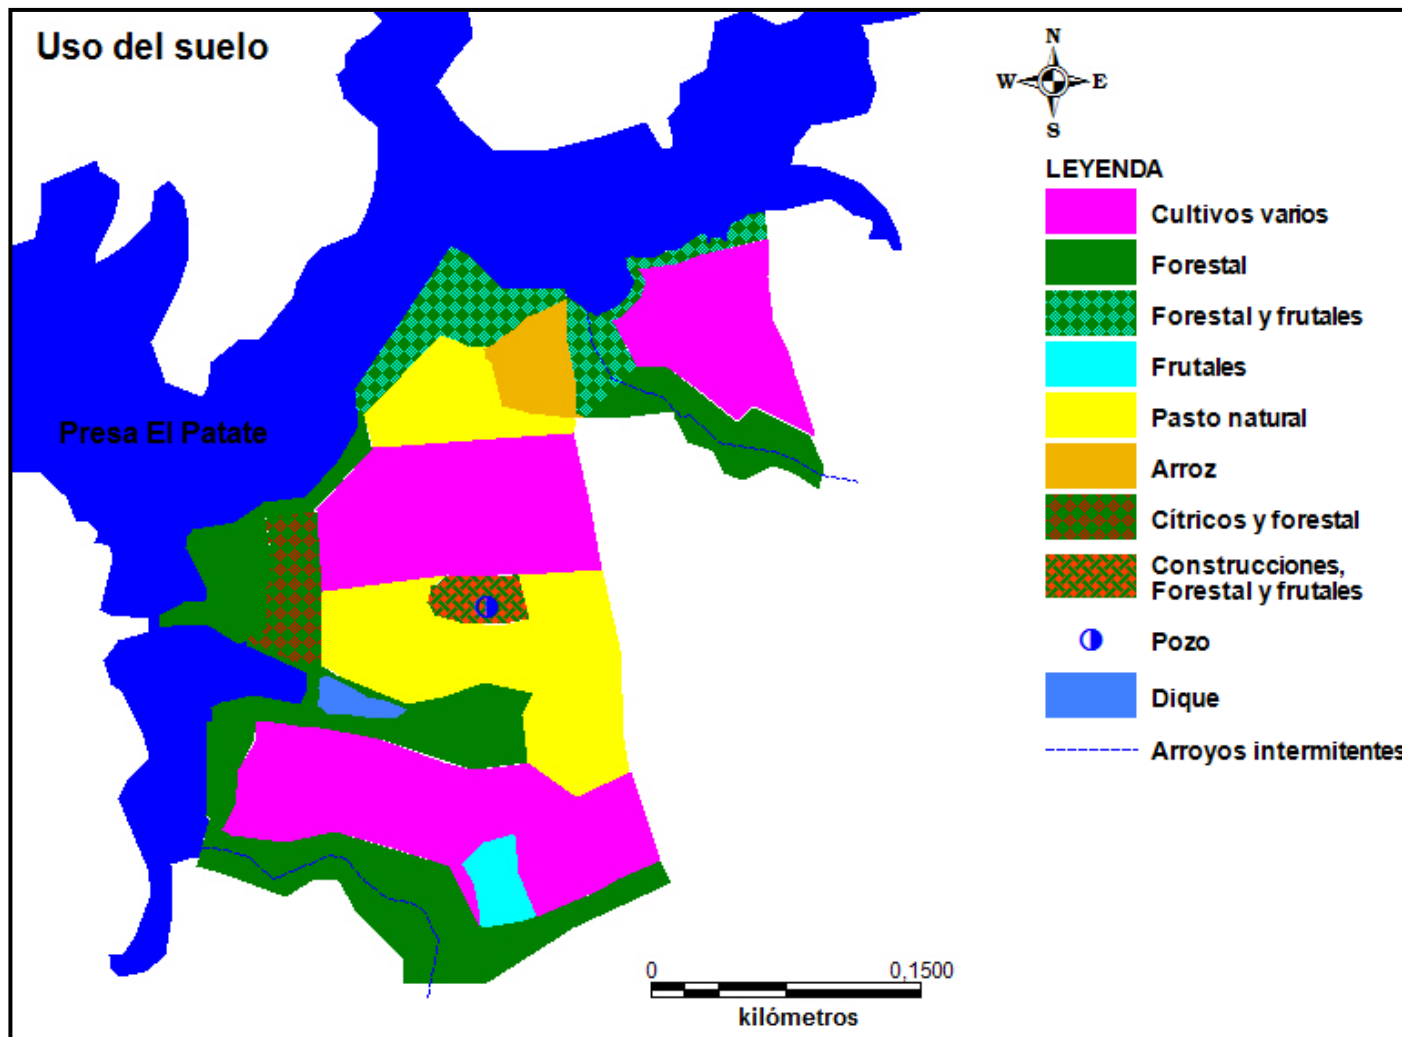 Uso del suelo
N
W E
S
LEYENDA
Cultivos varios
Forestal
Forestal y frutales
Frutales
Pasto natural
Arroz
Cítricos y forestal
Construcciones,
Forestal y frutales
Pozo
Dique
Arroyos intermitentes
Presa El Patate
0 0,1500
kilómetros